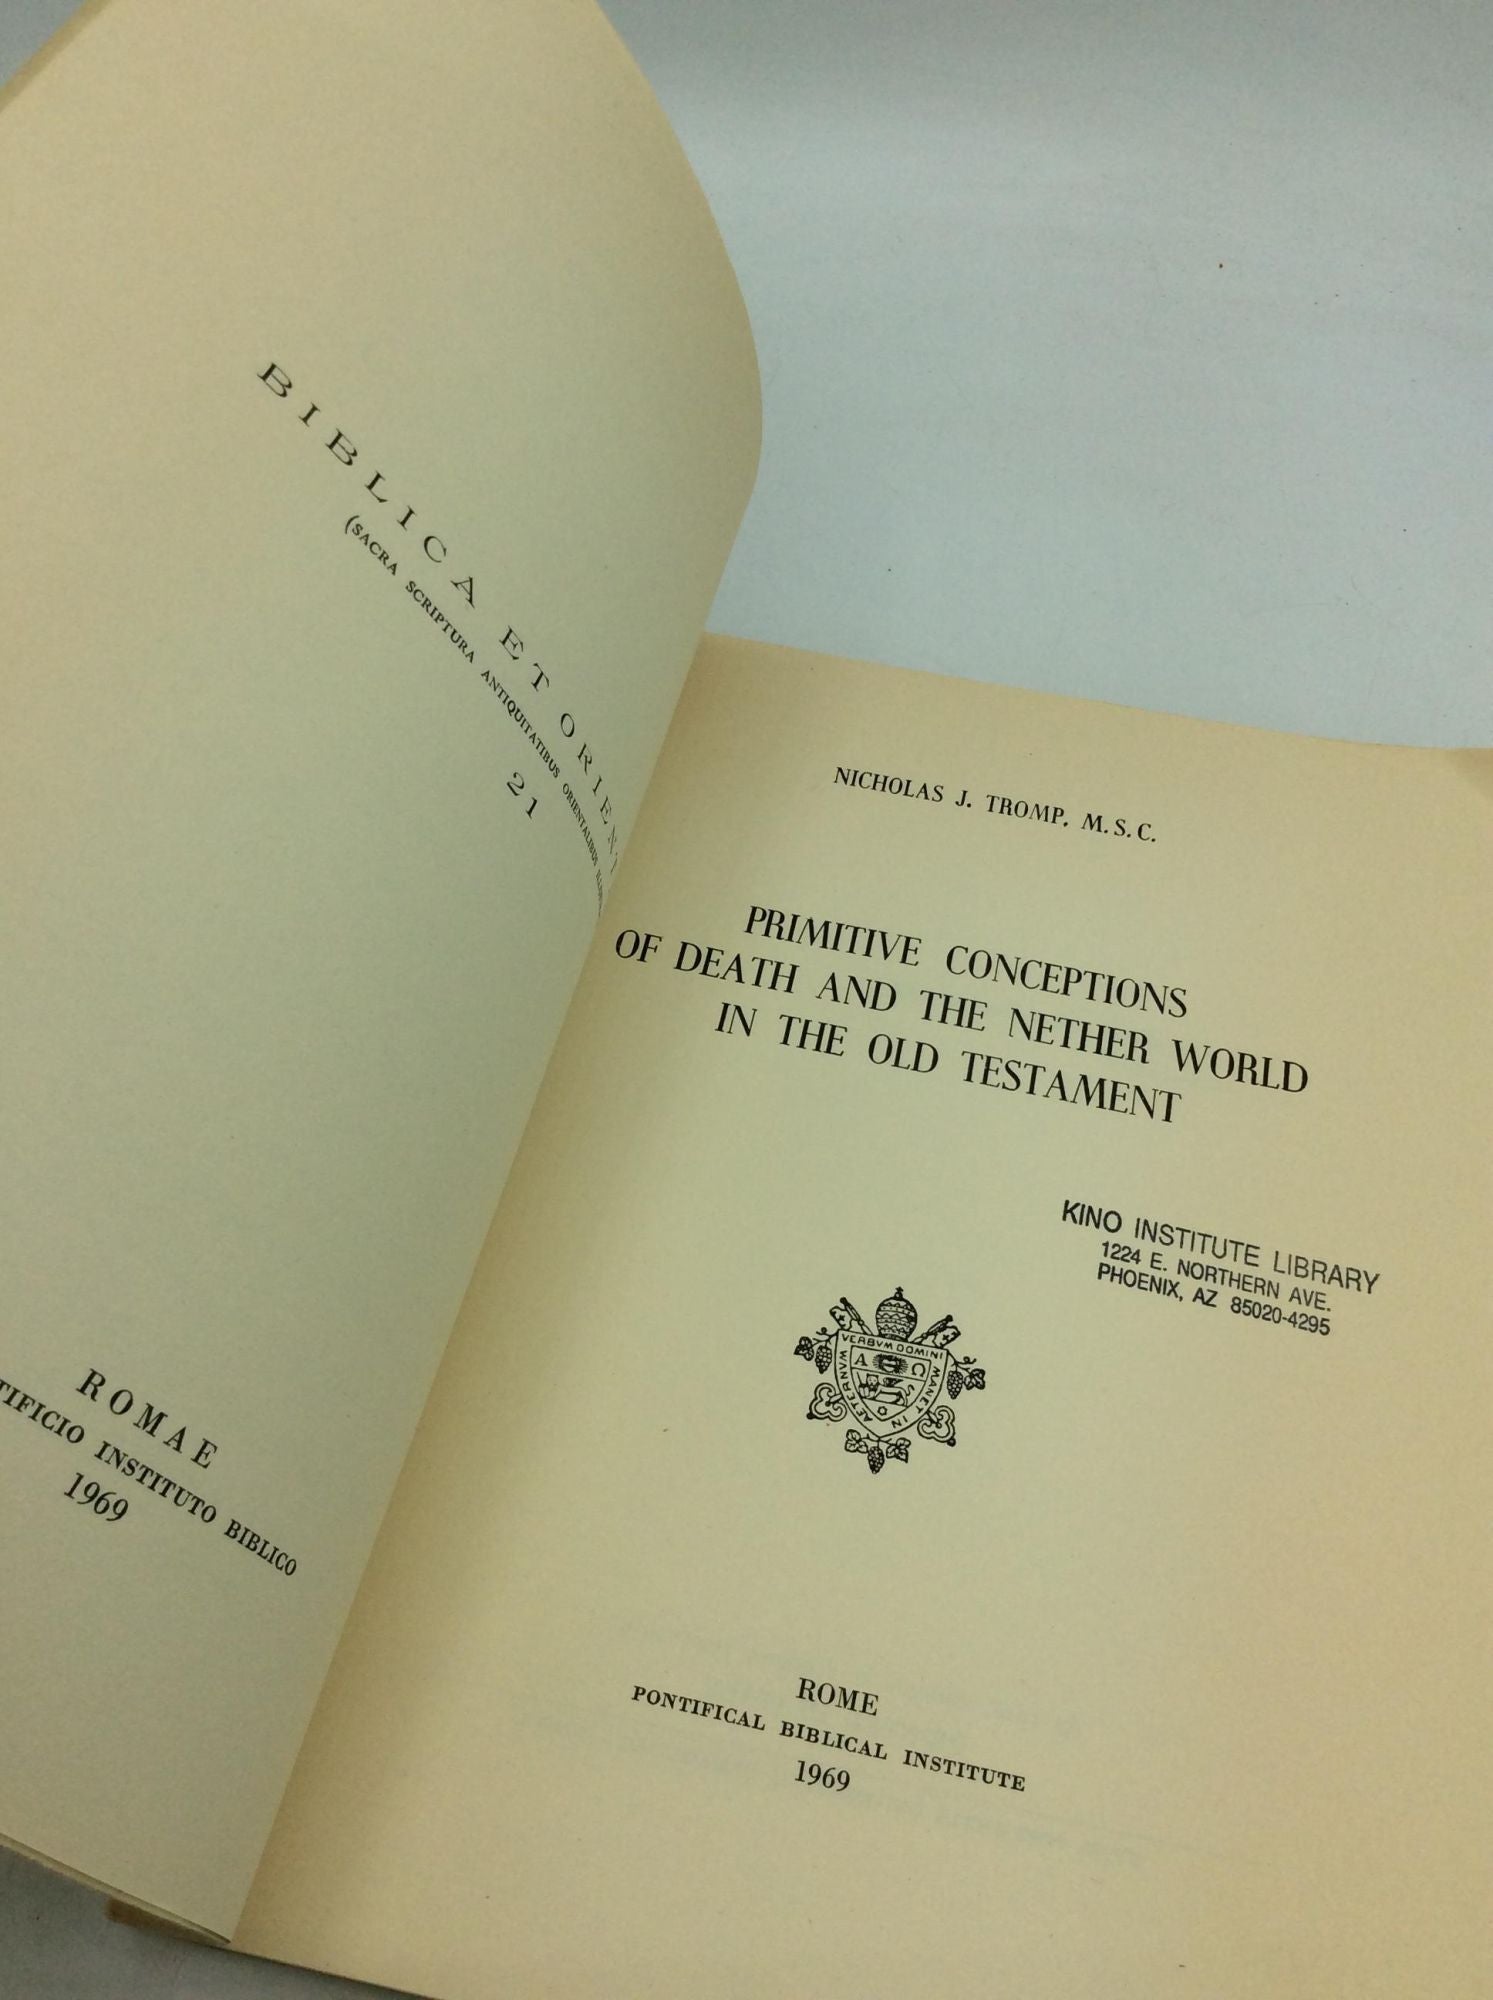 BIBLICA ET ORIENT
(SACRA SCRIPTURA ANTIQUITATIBUS ORIENTALIBUS
21
ROMAE
TIFICIO INSTITUTO BIBLICO
1969
NICHOLAS J. TROMP, M.S.C.
PRIMITIVE CONCEPTIONS
OF DEATH AND THE NETHER WORLD
IN THE OLD TESTAMENT
KINO INSTITUTE LIBRARY
1224 E. NORTHERN AVE.
PHOENIX, AZ 85020-4295
VERBVM DOMINI
MANET IN
AETERNVM
A C
ROME
PONTIFICAL BIBLICAL INSTITUTE
1969